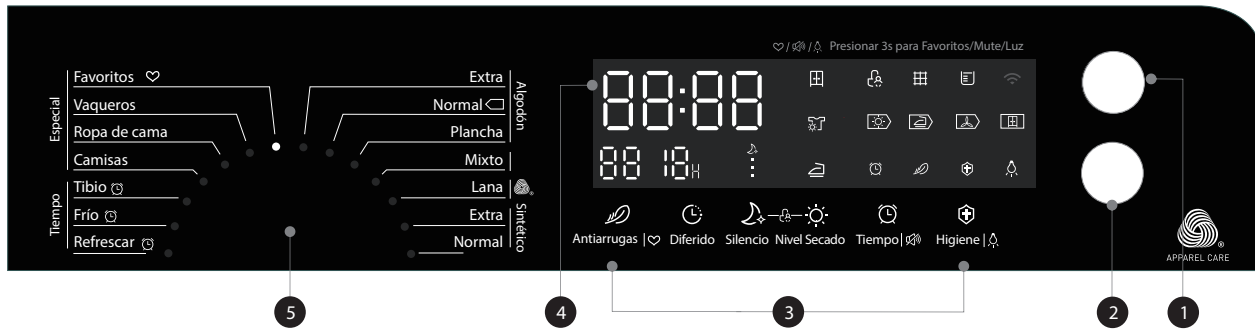 ♡/🔇/💡 Presionar 3s para Favoritos/Mute/Luz
Especial
Favoritos
Vaqueros
Ropa de cama
Camisas
Tiempo
Tibio
Frío
Refrescar
Extra
Normal
Plancha
Algodón
Mixto
Lana
Extra
Normal
Sintético
88:88
88 18H
Antiarrugas | ♡ Diferido Silencio Nivel Secado Tiempo| Higiene |
APPAREL CARE
5 4 3 2 1